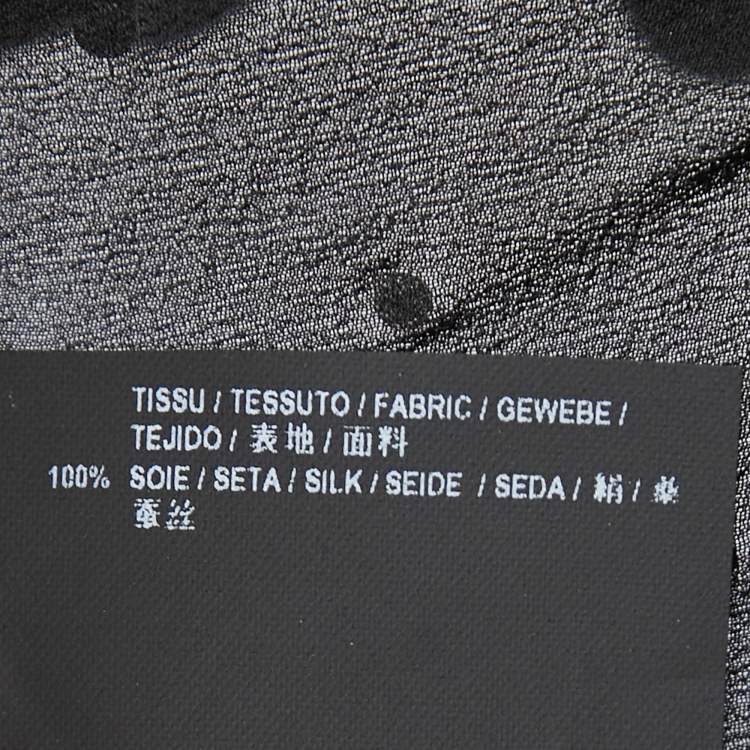 TISSU / TESSUTO / FABRIC / GEWEBE /
TEJIDO / 表地 / 面料
100% SOIE / SETA / SILK / SEIDE / SEDA / 絹 / 桑
蚕丝